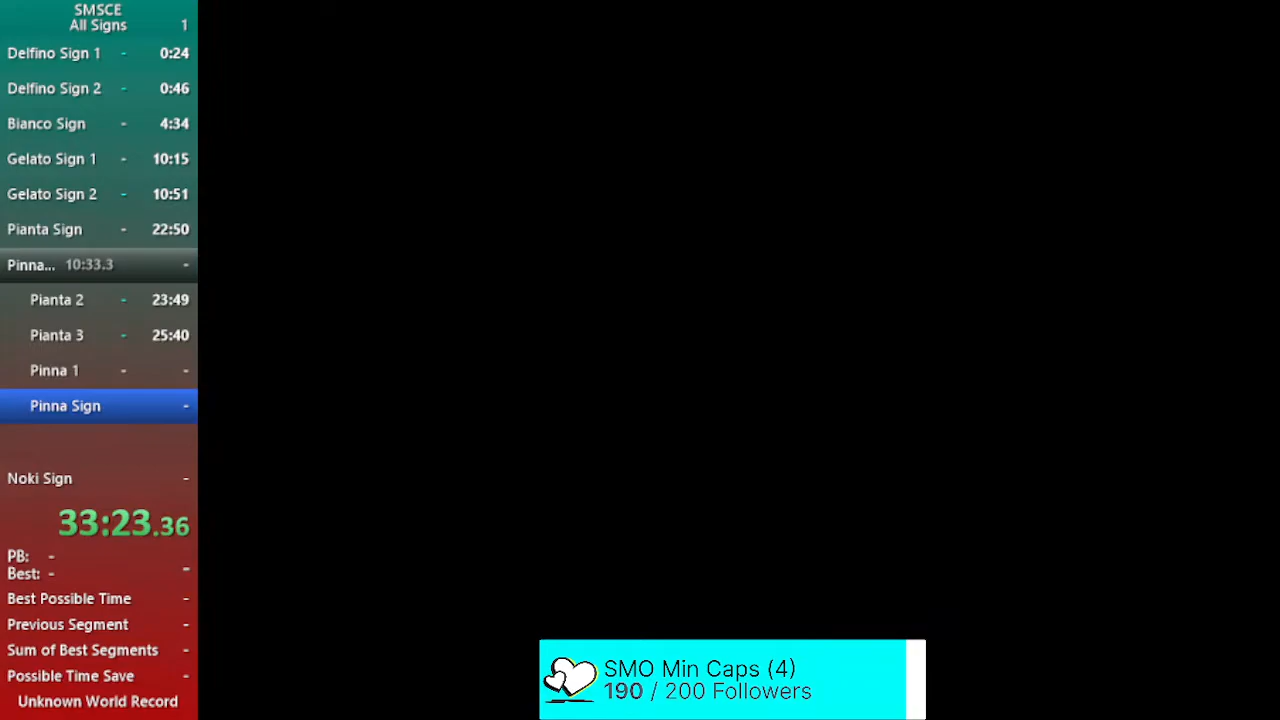 SMSCE
All Signs 1
Delfino Sign 1 - 0:24
Delfino Sign 2 - 0:46
Bianco Sign - 4:34
Gelato Sign 1 - 10:15
Gelato Sign 2 - 10:51
Pianta Sign - 22:50
Pinna... 10:33.3 -
Pianta 2 - 23:49
Pianta 3 - 25:40
Pinna 1 - -
Pinna Sign -
Noki Sign -
33:23.36
PB: -
Best: - -
Best Possible Time -
Previous Segment -
Sum of Best Segments -
Possible Time Save -
Unknown World Record
SMO Min Caps (4)
190 / 200 Followers